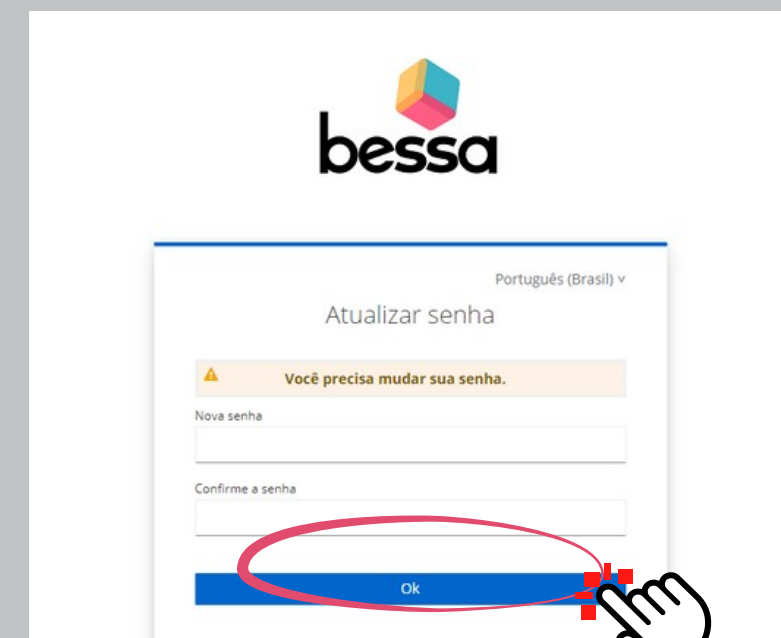 bessa
Português (Brasil) ˅
Atualizar senha
Você precisa mudar sua senha.
Nova senha
Confirme a senha
Ok